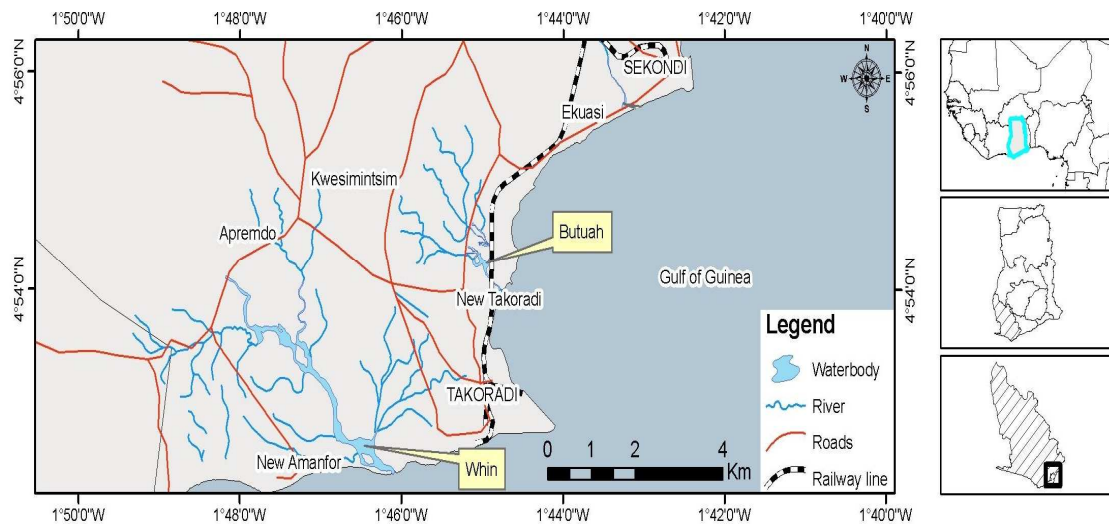 1°50'0"W 1°48'0"W 1°46'0"W 1°44'0"W 1°42'0"W 1°40'0"W
4°56'0"N
4°56'0"N
SEKONDI
N
W E
S
Ekuasi
Kwesimintsim
Apremdo
Butuah
Gulf of Guinea
4°54'0"N
4°54'0"N
New Takoradi
Legend
Waterbody
River
Roads
Railway line
TAKORADI
New Amanfor
Whin
0 1 2 4
Km
1°50'0"W 1°48'0"W 1°46'0"W 1°44'0"W 1°42'0"W 1°40'0"W